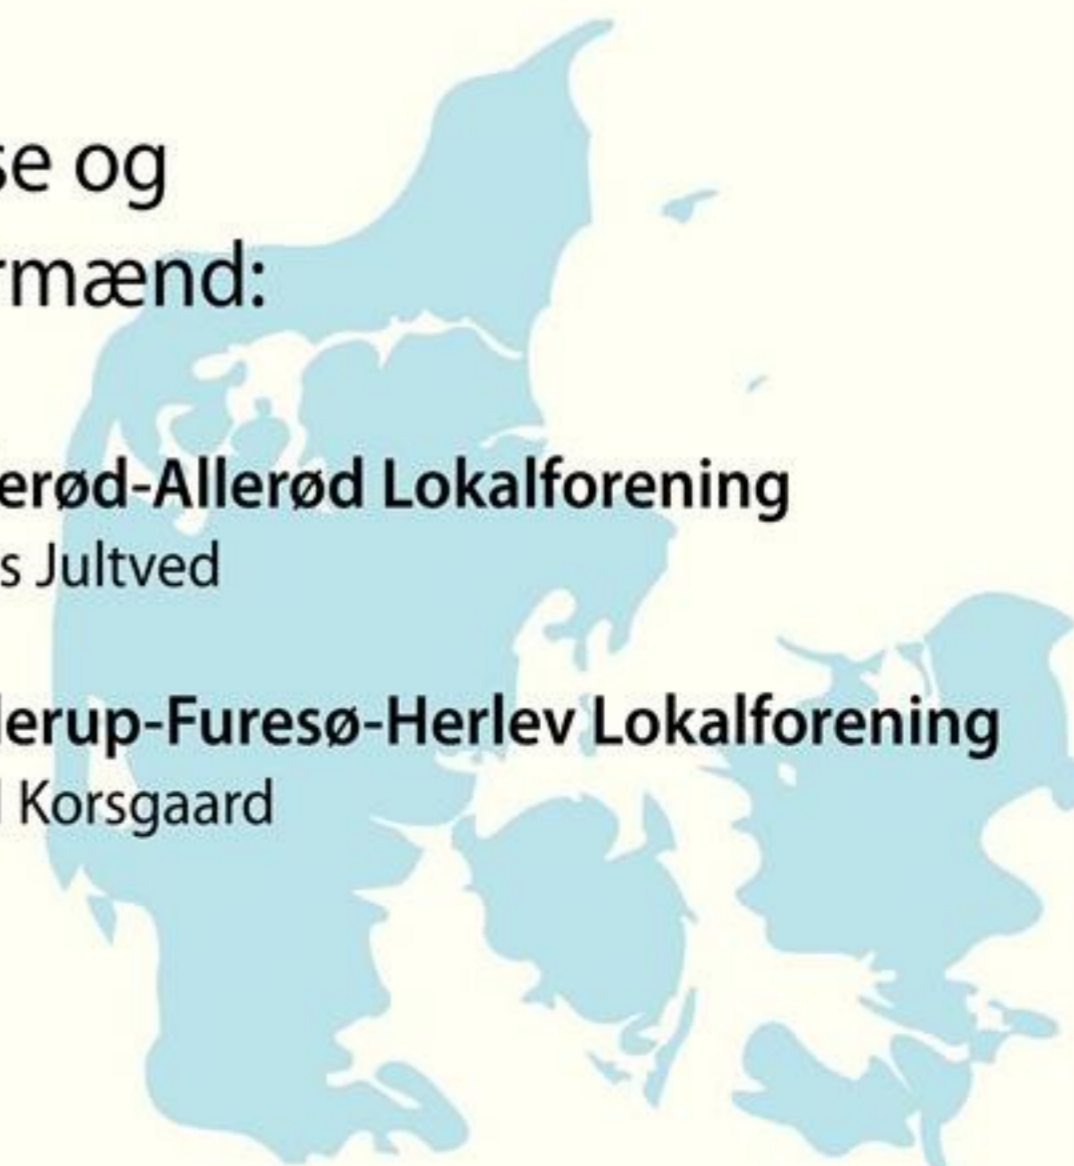 se og
rmænd:
erød-Allerød Lokalforening
s Jultved
lerup-Furesø-Herlev Lokalforening
Korsgaard